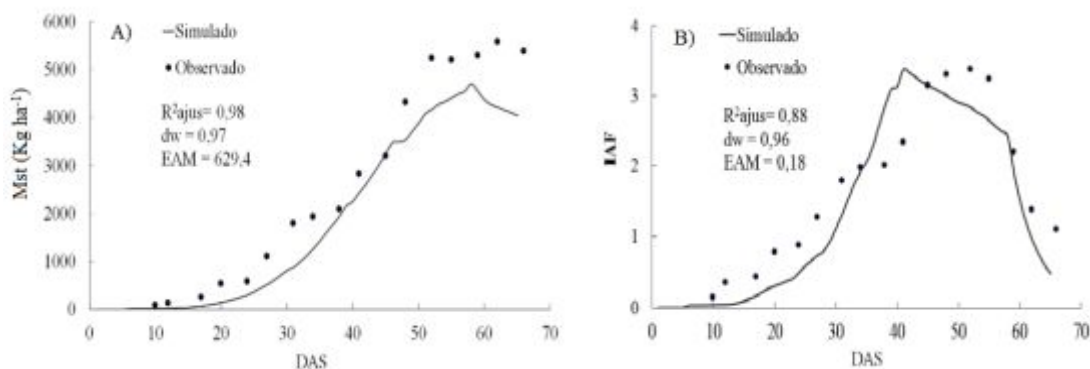 A)
Simulado
Observado
R²ajus= 0,98
dw = 0,97
EAM = 629,4
Mst (Kg ha⁻¹)
6000
5000
4000
3000
2000
1000
0
0 10 20 30 40 50 60 70
DAS
B)
Simulado
Observado
R²ajus= 0,88
dw = 0,96
EAM = 0,18
IAF
4
3
2
1
0
0 10 20 30 40 50 60 70
DAS